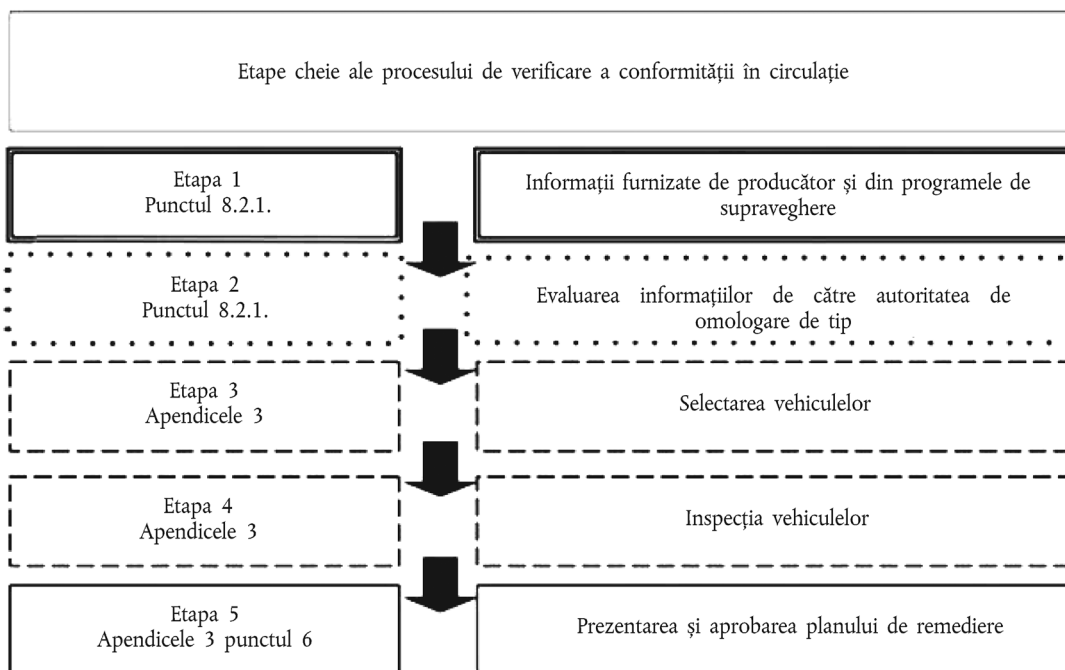 Etape cheie ale procesului de verificare a conformității în circulație
Etapa 1
Punctul 8.2.1.
Informații furnizate de producător și din programele de
supraveghere
Etapa 2
Punctul 8.2.1.
Evaluarea informațiilor de către autoritatea de
omologare de tip
Etapa 3
Apendicele 3
Selectarea vehiculelor
Etapa 4
Apendicele 3
Inspecția vehiculelor
Etapa 5
Apendicele 3 punctul 6
Prezentarea și aprobarea planului de remediere